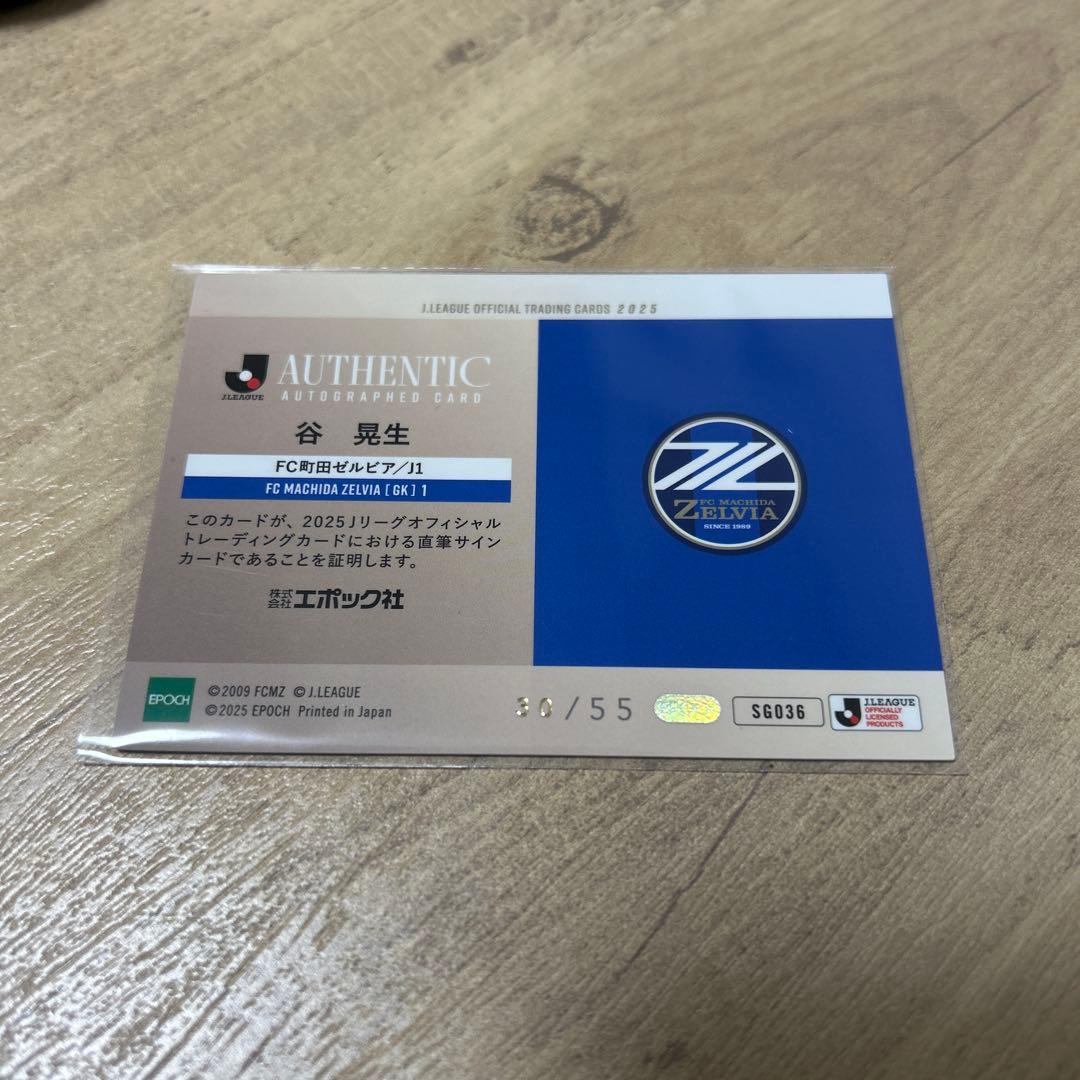 J.LEAGUE OFFICIAL TRADING CARDS 2025
J.LEAGUE
AUTHENTIC
AUTOGRAPHED CARD
谷 晃生
FC町田ゼルビア/J1
FC MACHIDA ZELVIA [GK] 1
このカードが、2025Jリーグオフィシャル
トレーディングカードにおける直筆サイン
カードであることを証明します。
株式会社エポック社
FC MACHIDA
ZELVIA
SINCE 1989
EPOCH
©2009 FCMZ ©J.LEAGUE
©2025 EPOCH Printed in Japan
30/55
SG036
J.LEAGUE
OFFICIALLY
LICENSED
PRODUCTS